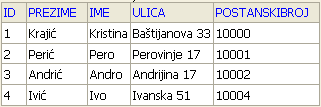 ID PREZIME IME ULICA POSTANSKIBROJ
1 Krajić Kristina Baštijanova 33 10000
2 Perić Pero Perovinje 17 10001
3 Andrić Andro Andrijina 17 10002
4 Ivić Ivo Ivanska 51 10004